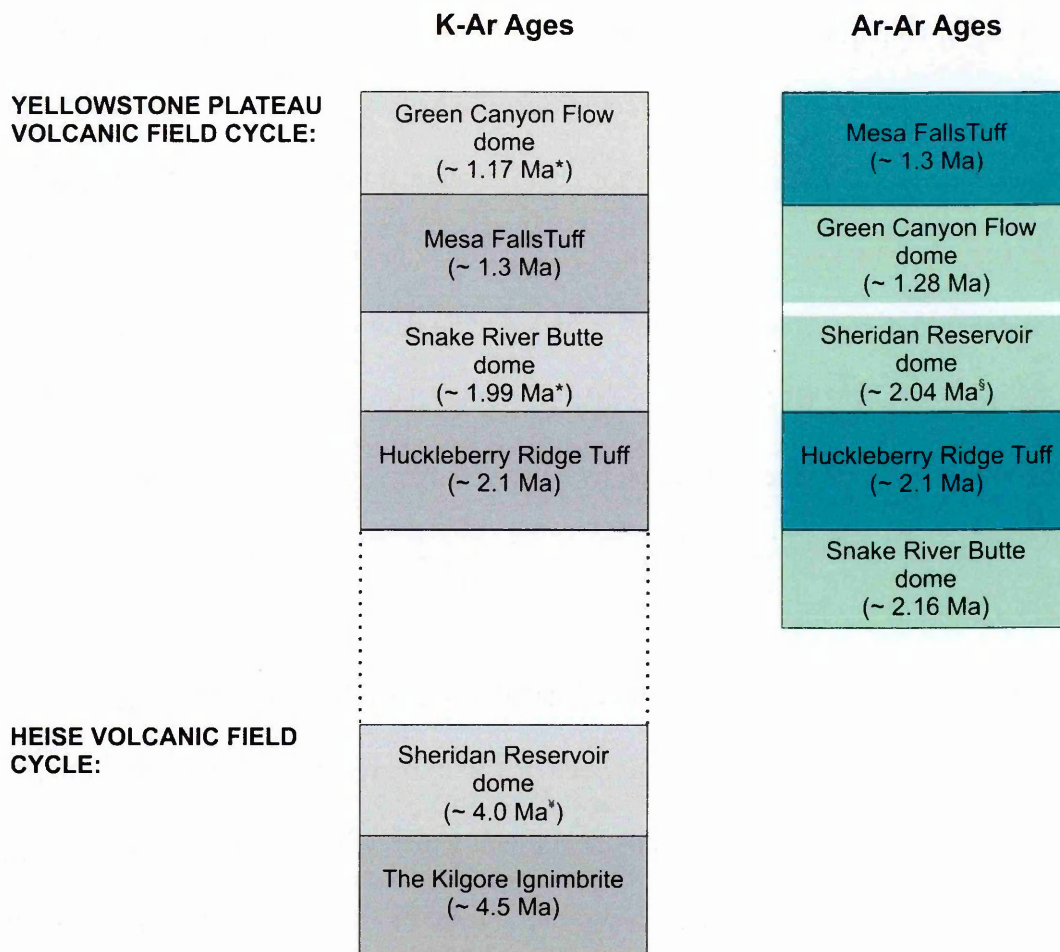 K-Ar Ages
Ar-Ar Ages
YELLOWSTONE PLATEAU
VOLCANIC FIELD CYCLE:
Green Canyon Flow
dome
(~ 1.17 Ma*)
Mesa FallsTuff
(~ 1.3 Ma)
Snake River Butte
dome
(~ 1.99 Ma*)
Huckleberry Ridge Tuff
(~ 2.1 Ma)
Mesa FallsTuff
(~ 1.3 Ma)
Green Canyon Flow
dome
(~ 1.28 Ma)
Sheridan Reservoir
dome
(~ 2.04 Ma§)
Huckleberry Ridge Tuff
(~ 2.1 Ma)
Snake River Butte
dome
(~ 2.16 Ma)
HEISE VOLCANIC FIELD
CYCLE:
Sheridan Reservoir
dome
(~ 4.0 Ma¥)
The Kilgore Ignimbrite
(~ 4.5 Ma)